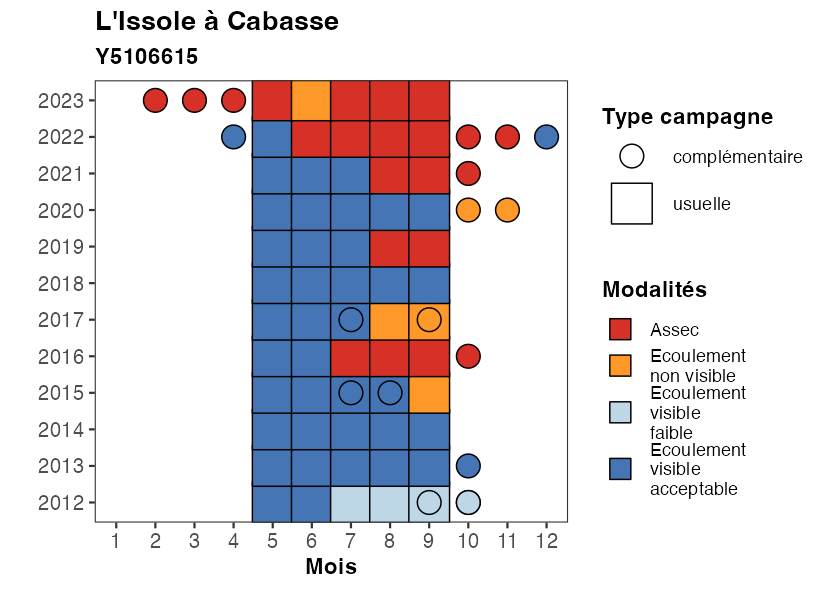 L'Issole à Cabasse
Y5106615
2023
2022
2021
2020
2019
2018
2017
2016
2015
2014
2013
2012
1 2 3 4 5 6 7 8 9 10 11 12
Mois
Type campagne
complémentaire
usuelle
Modalités
Assec
Ecoulement
non visible
Ecoulement
visible
faible
Ecoulement
visible
acceptable